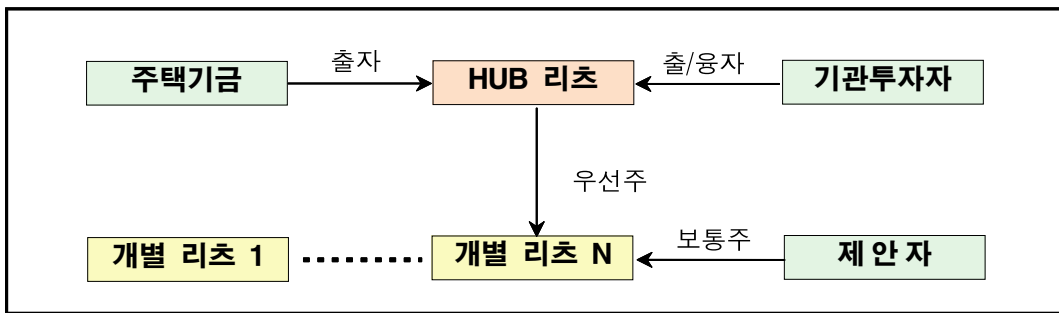 출자
출/융자
주택기금
HUB 리츠
기관투자자
우선주
보통주
개별 리츠 1
개별 리츠 N
제 안 자